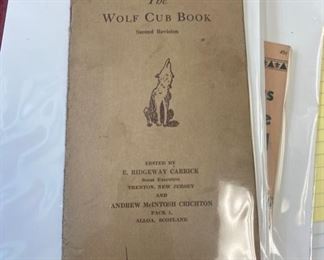 The
WOLF CUB BOOK
Second Revision
EDITED BY
E. RIDGEWAY CARRICK
Scout Executive
TRENTON, NEW JERSEY
AND
ANDREW McINTOSH CRICHTON
PACK 1,
ALLOA, SCOTLAND